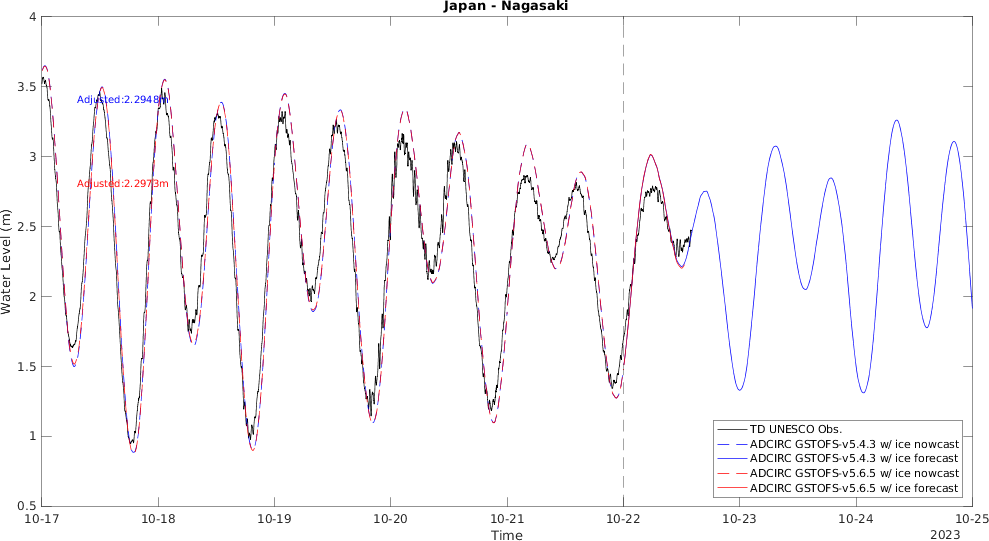 Japan - Nagasaki
4
3.5
3
2.5
2
1.5
1
0.5
Water Level (m)
Adjusted:2.2948m
Adjusted:2.2973m
TD UNESCO Obs.
ADCIRC GSTOFS-v5.4.3 w/ ice nowcast
ADCIRC GSTOFS-v5.4.3 w/ ice forecast
ADCIRC GSTOFS-v5.6.5 w/ ice nowcast
ADCIRC GSTOFS-v5.6.5 w/ ice forecast
10-17 10-18 10-19 10-20 10-21 10-22 10-23 10-24 10-25
Time
2023